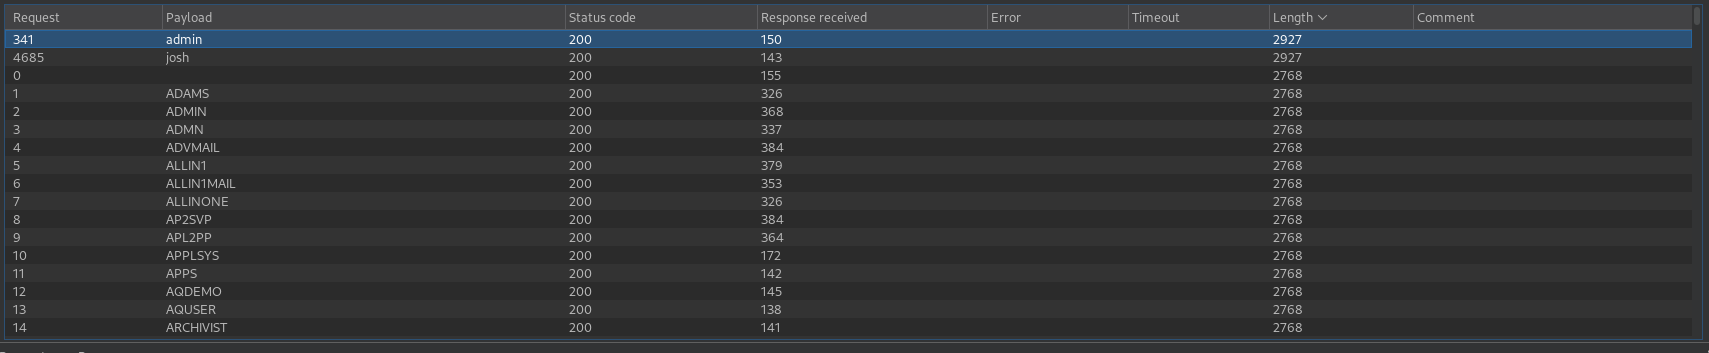 Request Payload Status code Response received Error Timeout Length Comment
341 admin 200 150 2927
4685 josh 200 143 2927
0 200 155 2768
1 ADAMS 200 326 2768
2 ADMIN 200 368 2768
3 ADMN 200 337 2768
4 ADVMAIL 200 384 2768
5 ALLIN1 200 379 2768
6 ALLIN1MAIL 200 353 2768
7 ALLINONE 200 326 2768
8 AP2SVP 200 384 2768
9 APL2PP 200 364 2768
10 APPLSYS 200 172 2768
11 APPS 200 142 2768
12 AQDEMO 200 145 2768
13 AQUSER 200 138 2768
14 ARCHIVIST 200 141 2768